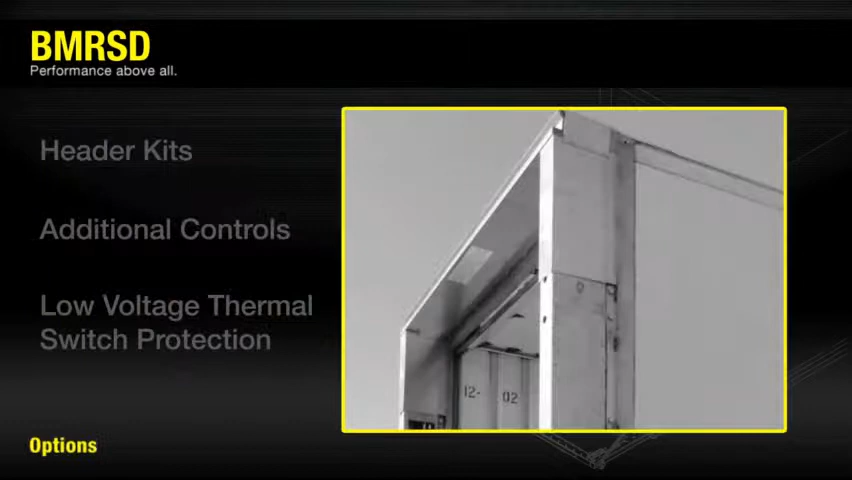 BMRSD
Performance above all.
Header Kits
Additional Controls
Low Voltage Thermal
Switch Protection
12- 02
Options